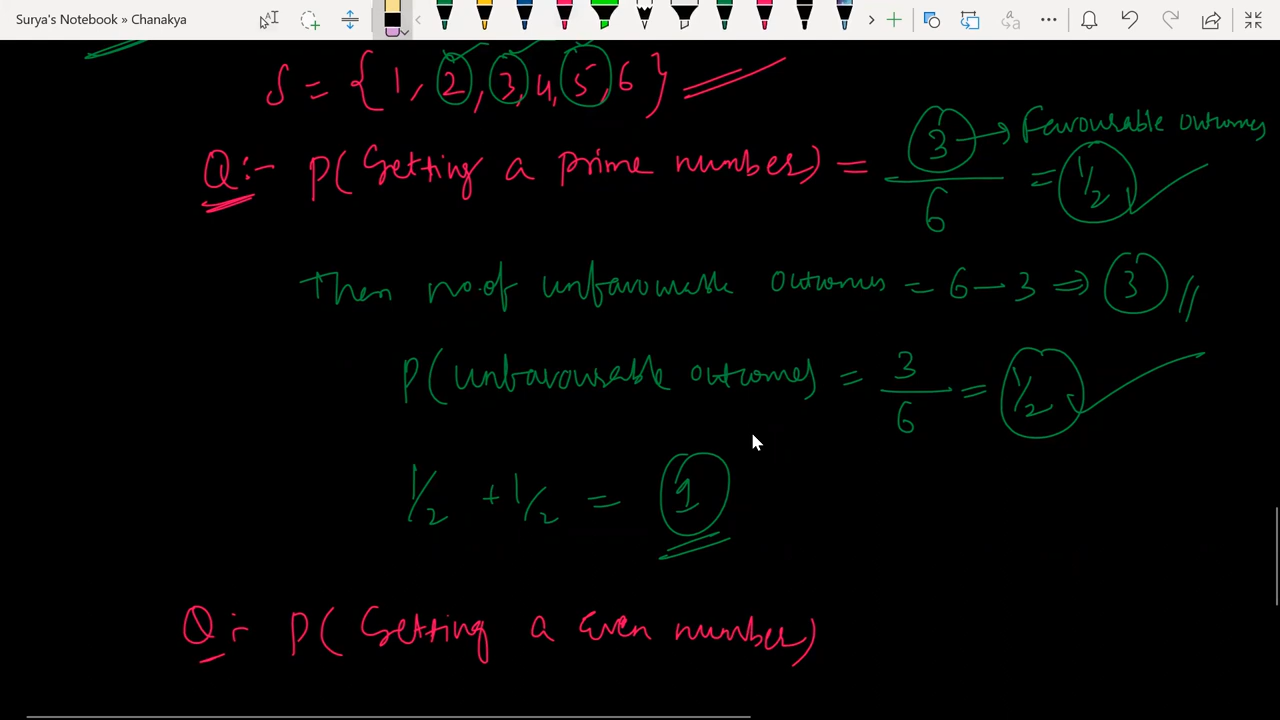 Surya's Notebook » Chanakya
S = { 1, 2, 3, 4, 5, 6 }
Q:- P( Getting a prime number) = 3/6 = 1/2
→ Favourable outcomes
Then no. of unfavourable outcomes = 6 - 3 ⇒ 3 //
P( unfavourable outcomes) = 3/6 = 1/2
1/2 + 1/2 = 1
Q:- P( Getting a Even number)